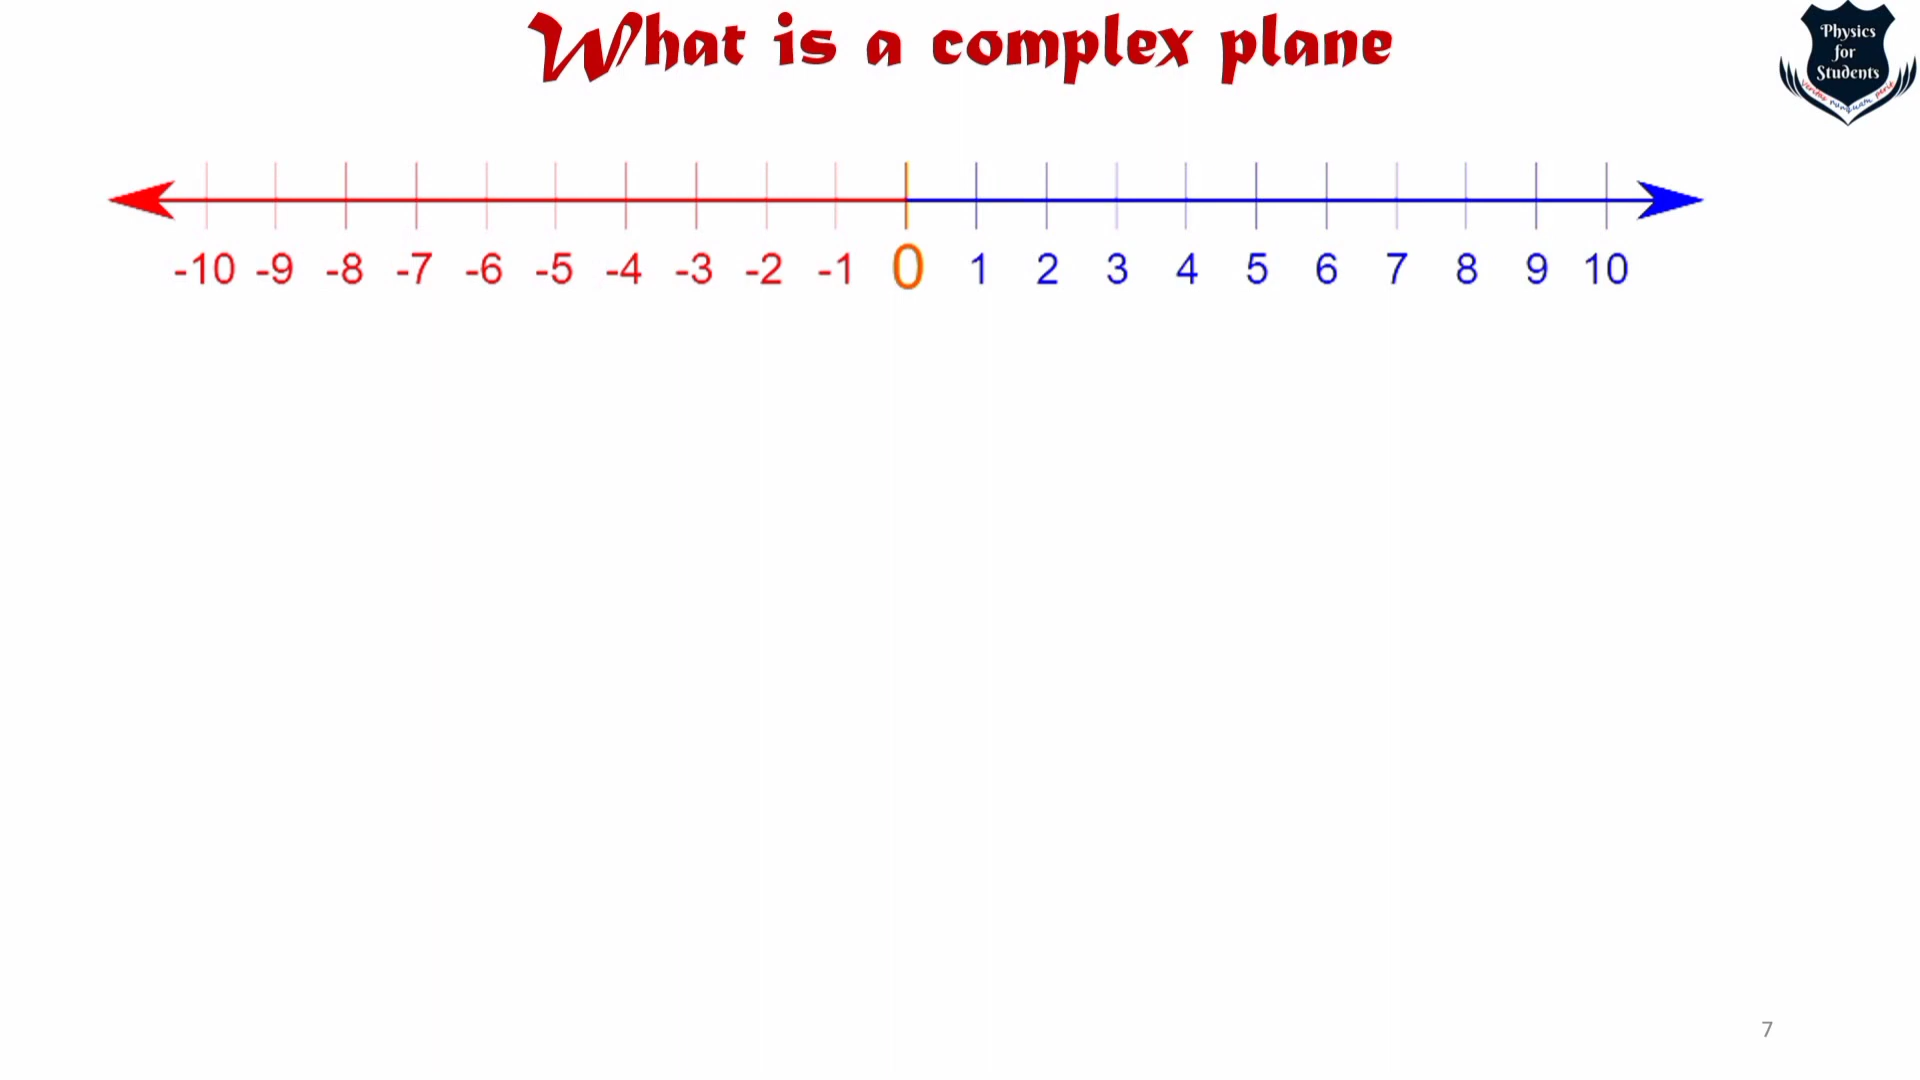 What is a complex plane
Physics
for
Students
-10 -9 -8 -7 -6 -5 -4 -3 -2 -1 0 1 2 3 4 5 6 7 8 9 10
7